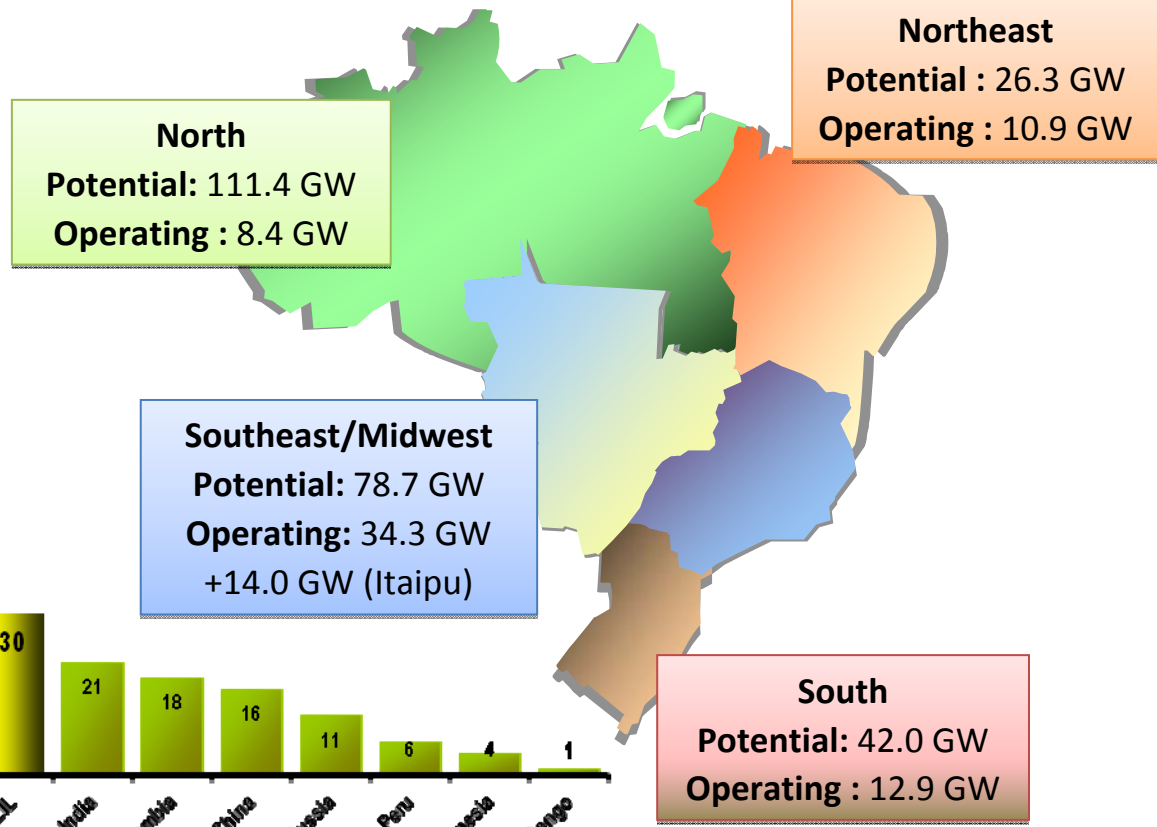 Northeast
Potential : 26.3 GW
Operating : 10.9 GW
North
Potential: 111.4 GW
Operating : 8.4 GW
Southeast/Midwest
Potential: 78.7 GW
Operating: 34.3 GW
+14.0 GW (Itaipu)
South
Potential: 42.0 GW
Operating : 12.9 GW
30
21
18
16
11
6
4
1
India
China
Peru